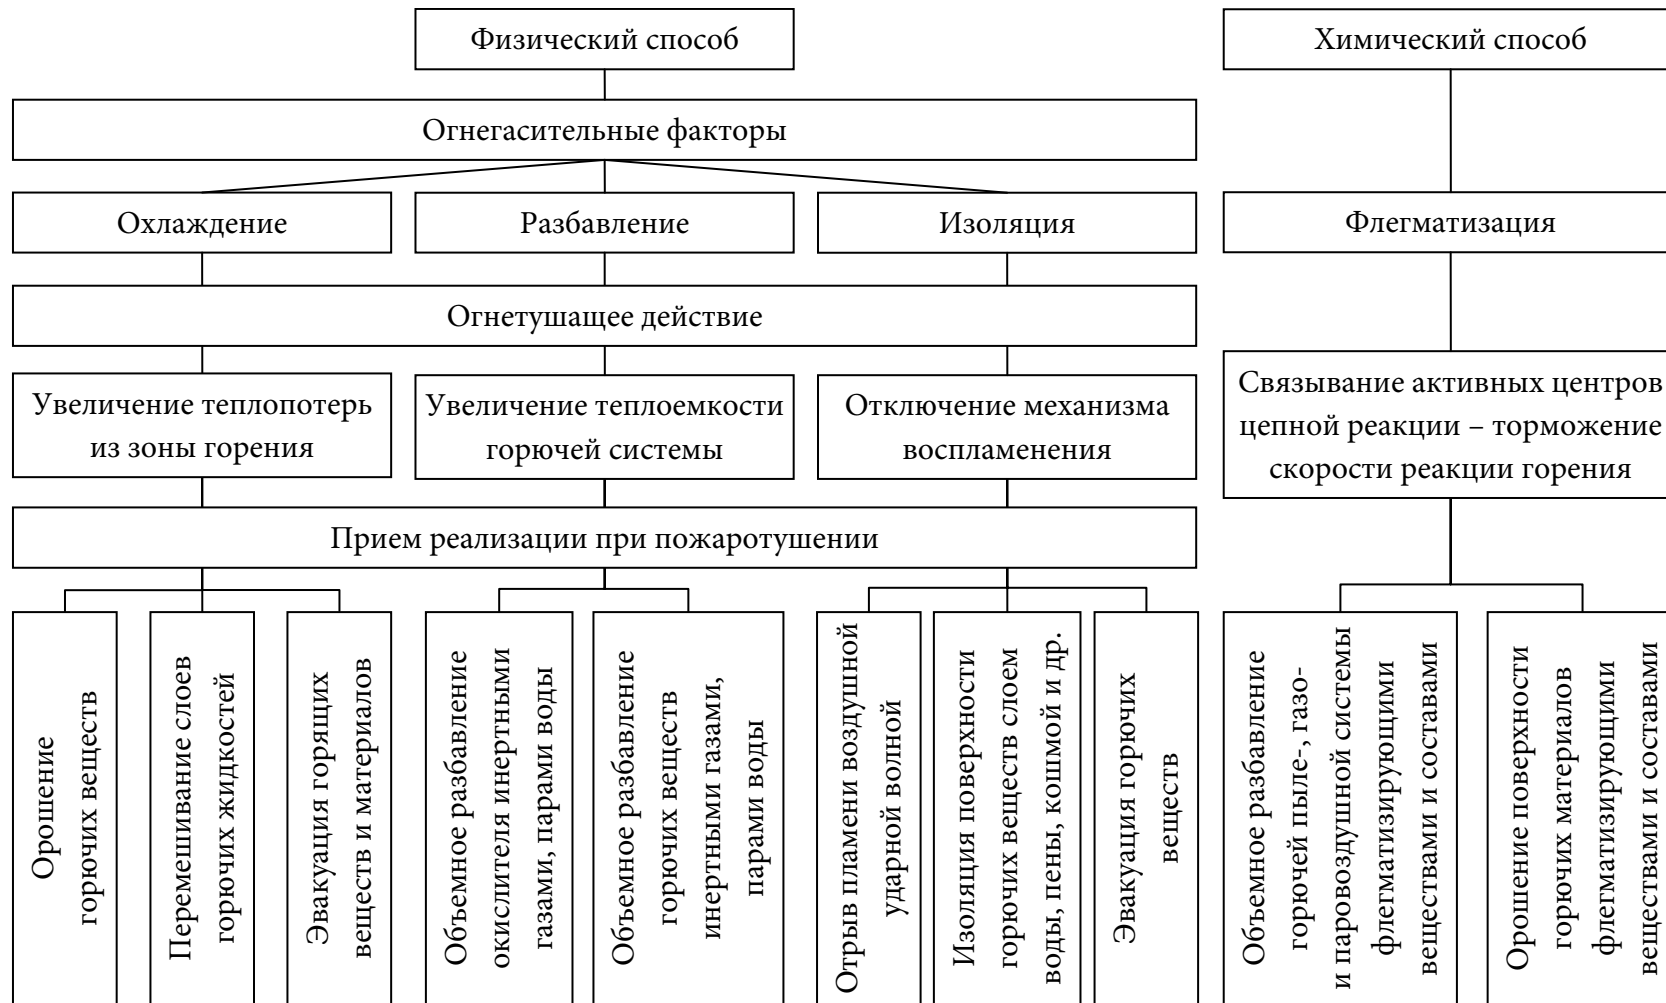 Физический способ
Химический способ
Огнегасительные факторы
Охлаждение
Разбавление
Изоляция
Флегматизация
Огнетушащее действие
Увеличение теплопотерь
из зоны горения
Увеличение теплоемкости
горючей системы
Отключение механизма
воспламенения
Связывание активных центров
цепной реакции – торможение
скорости реакции горения
Прием реализации при пожаротушении
Орошение
горючих веществ
Перемешивание слоев
горючих жидкостей
Эвакуация горящих
веществ и материалов
Объемное разбавление
окислителя инертными
газами, парами воды
Объемное разбавление
горючих веществ
инертными газами,
парами воды
Отрыв пламени воздушной
ударной волной
Изоляция поверхности
горючих веществ слоем
воды, пены, кошмой и др.
Эвакуация горючих
веществ
Объемное разбавление
горючей пыле-, газо-
и паровоздушной системы
флегматизирующими
веществами и составами
Орошение поверхности
горючих материалов
флегматизирующими
веществами и составами